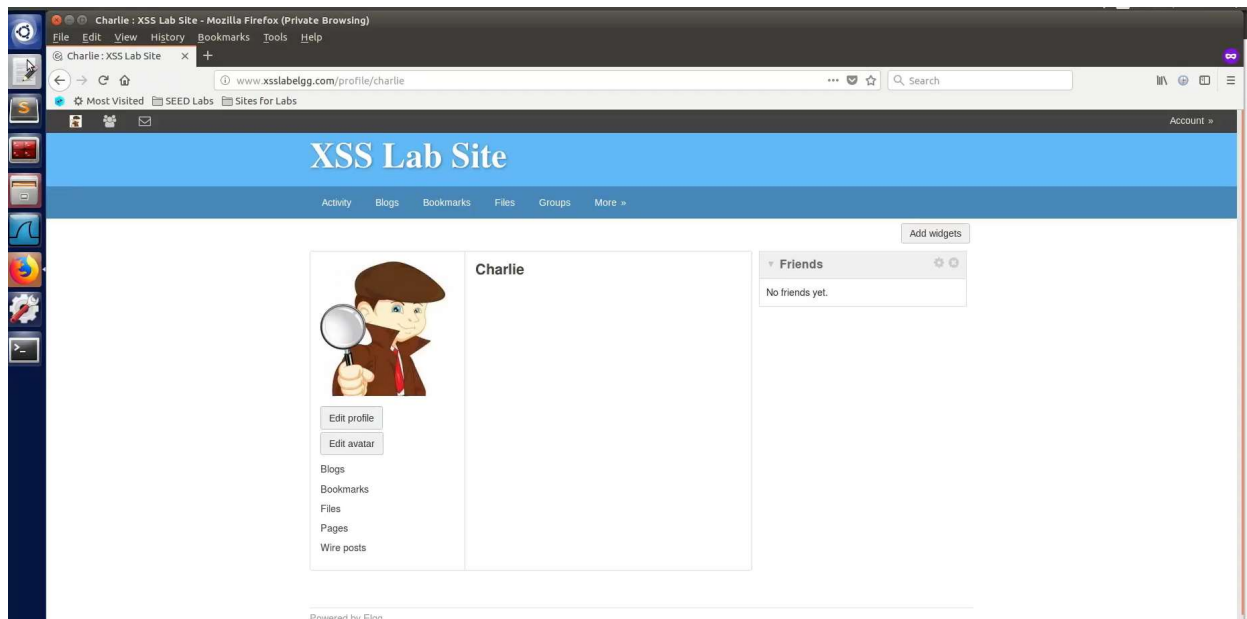 Charlie : XSS Lab Site - Mozilla Firefox (Private Browsing)
File Edit View History Bookmarks Tools Help
Charlie : XSS Lab Site × +
www.xsslabelgg.com/profile/charlie
Search
Most Visited SEED Labs Sites for Labs
Account »
XSS Lab Site
Activity Blogs Bookmarks Files Groups More »
Add widgets
Charlie
Friends
No friends yet.
Edit profile
Edit avatar
Blogs
Bookmarks
Files
Pages
Wire posts
Powered by Elgg